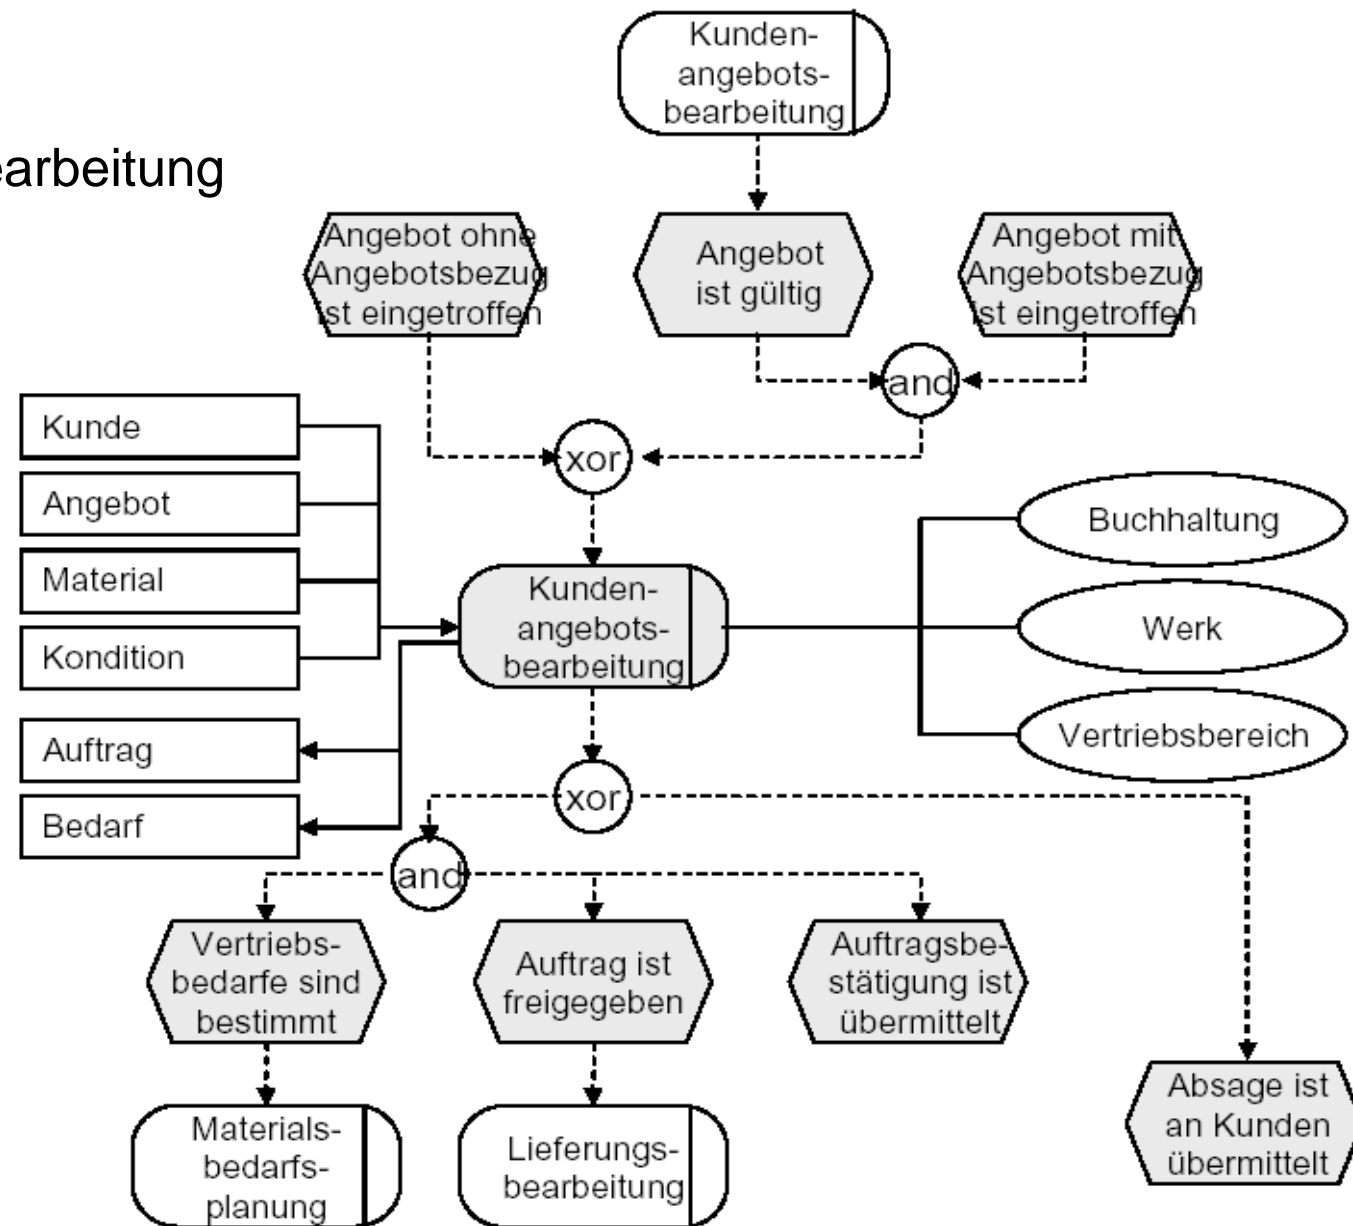 Kunden-
angebots-
bearbeitung
earbeitung
Angebot ohne
Angebotsbezug
ist eingetroffen
Angebot
ist gültig
Angebot mit
Angebotsbezug
ist eingetroffen
and
xor
Kunde
Angebot
Material
Kondition
Auftrag
Bedarf
Kunden-
angebots-
bearbeitung
Buchhaltung
Werk
Vertriebsbereich
xor
and
Vertriebs-
bedarfe sind
bestimmt
Auftrag ist
freigegeben
Auftragsbe-
stätigung ist
übermittelt
Absage ist
an Kunden
übermittelt
Materials-
bedarfs-
planung
Lieferungs-
bearbeitung